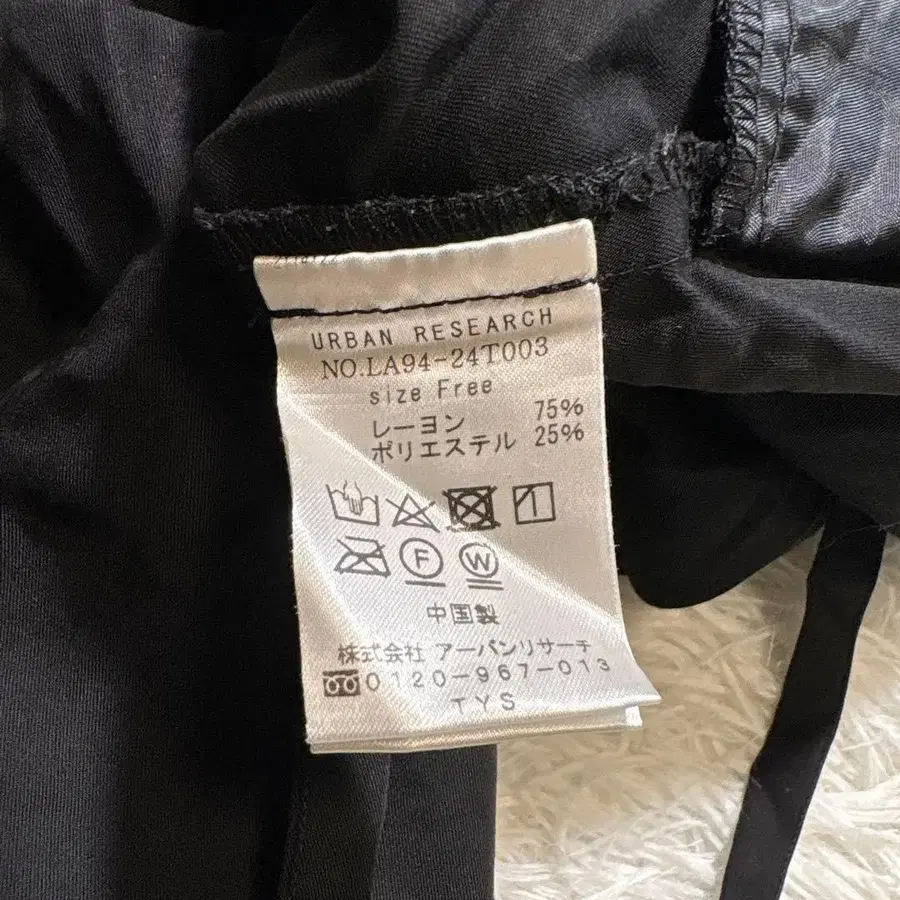 URBAN RESEARCH
NO.LA94-24T003
size Free
レーヨン 75%
ポリエステル 25%
F W
中国製
株式会社 アーバンリサーチ
0120-967-013
TYS